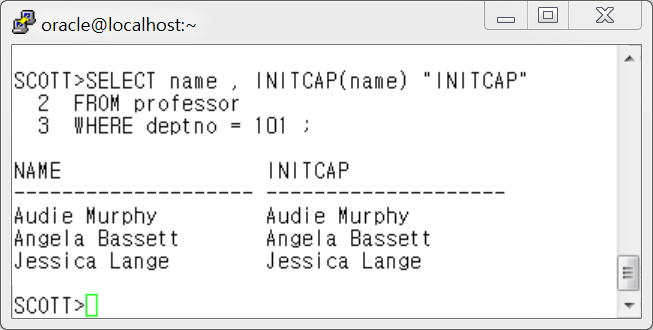 oracle@localhost:~
SCOTT>SELECT name , INITCAP(name) "INITCAP"
  2  FROM professor
  3  WHERE deptno = 101 ;
NAME                 INITCAP
-------------------- --------------------
Audie Murphy         Audie Murphy
Angela Bassett       Angela Bassett
Jessica Lange        Jessica Lange
SCOTT>